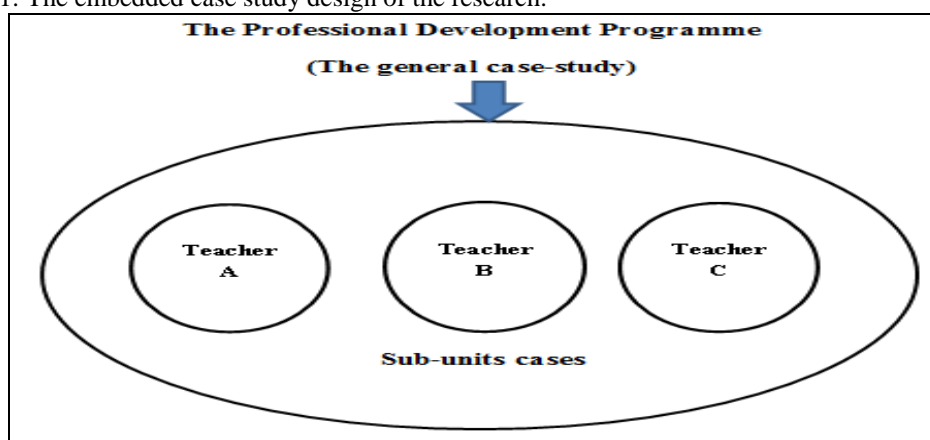 1. The embedded case study design of the research.
The Professional Development Programme
(The general case-study)
Teacher
A
Teacher
B
Teacher
C
Sub-units cases